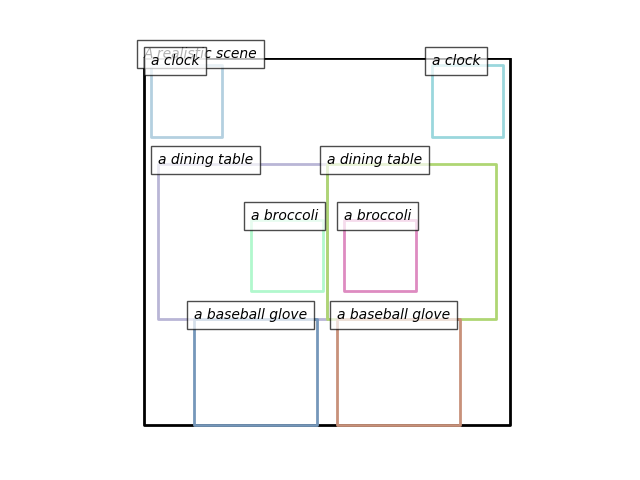 A realistic scene
a clock
a clock
a dining table
a dining table
a broccoli
a broccoli
a baseball glove
a baseball glove